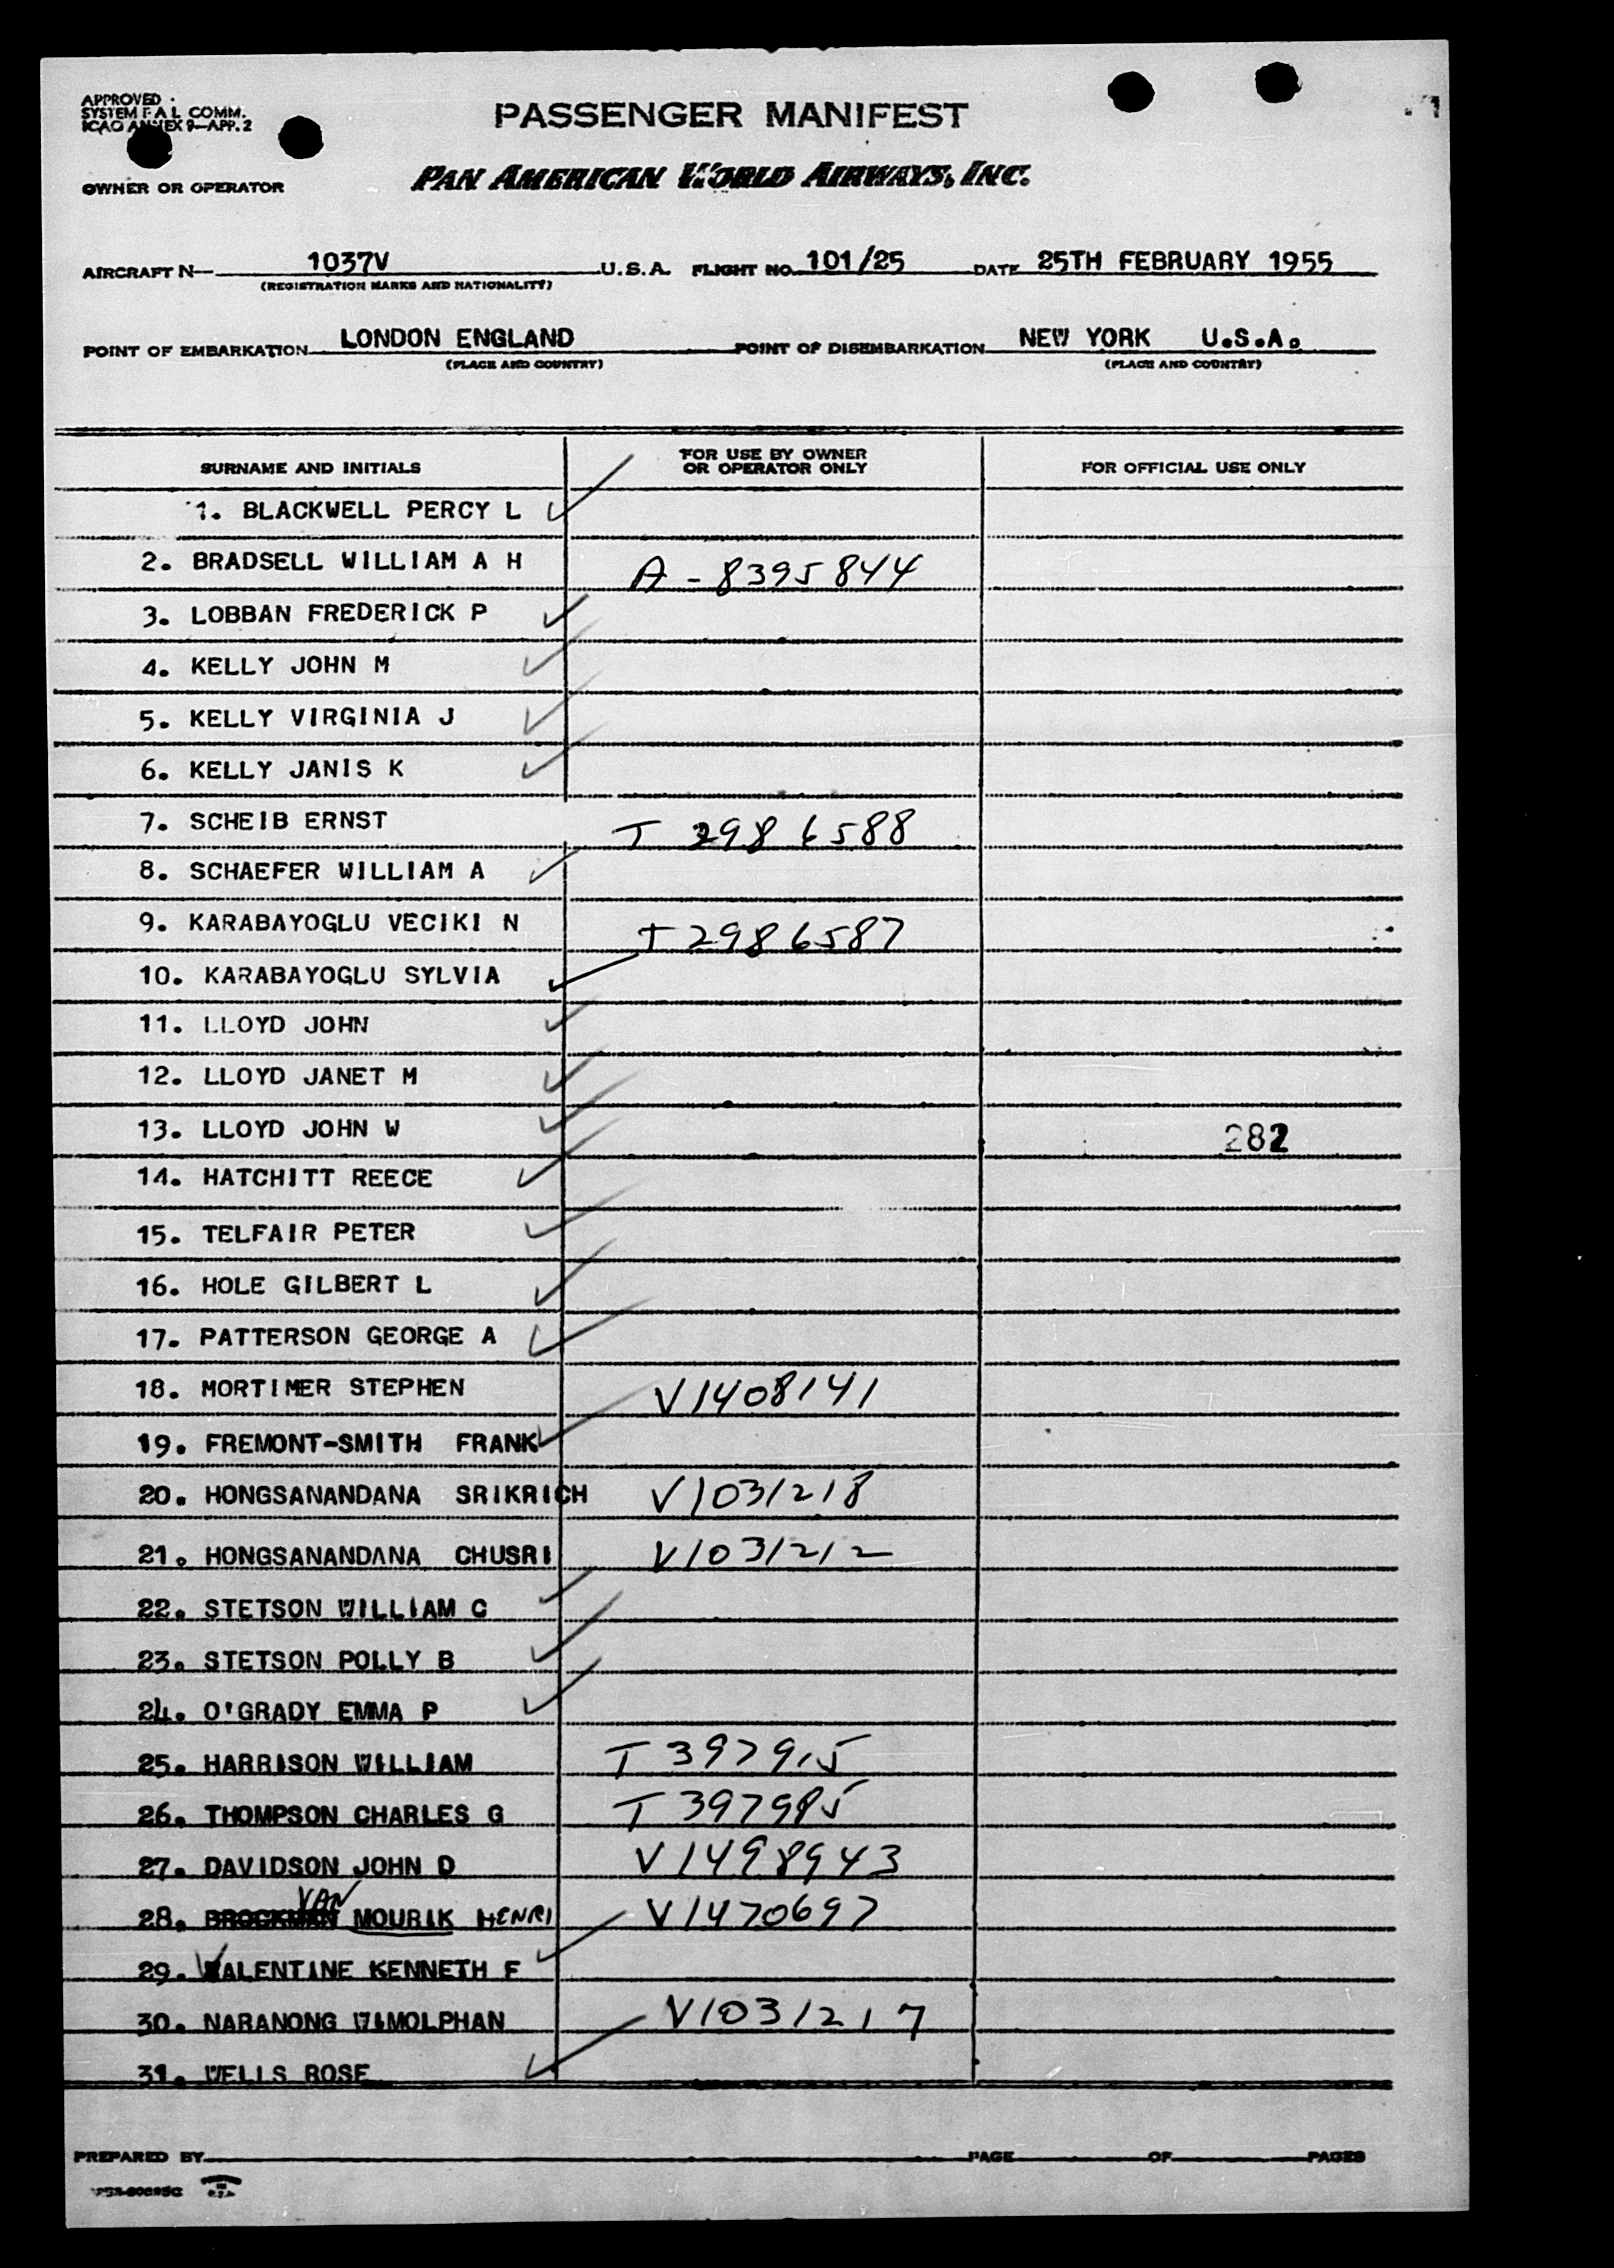 APPROVED
SYSTEM F A L COMM.
ICAO ANNEX 9—APP. 2
PASSENGER MANIFEST
OWNER OR OPERATOR PAN AMERICAN WORLD AIRWAYS, INC.
AIRCRAFT N— 1037V U.S.A. FLIGHT NO. 101/25 DATE 25TH FEBRUARY 1955
(REGISTRATION MARKS AND NATIONALITY)
POINT OF EMBARKATION LONDON ENGLAND POINT OF DISEMBARKATION NEW YORK U.S.A.
(PLACE AND COUNTRY) (PLACE AND COUNTRY)
SURNAME AND INITIALS FOR USE BY OWNER OR OPERATOR ONLY FOR OFFICIAL USE ONLY
1. BLACKWELL PERCY L ✓
2. BRADSELL WILLIAM A H A-8395844
3. LOBBAN FREDERICK P ✓
4. KELLY JOHN M ✓
5. KELLY VIRGINIA J ✓
6. KELLY JANIS K ✓
7. SCHEIB ERNST T 2986588
8. SCHAEFER WILLIAM A ✓
9. KARABAYOGLU VECIKI N T2986587
10. KARABAYOGLU SYLVIA ✓
11. LLOYD JOHN ✓
12. LLOYD JANET M ✓
13. LLOYD JOHN W ✓ 282
14. HATCHITT REECE ✓
15. TELFAIR PETER ✓
16. HOLE GILBERT L ✓
17. PATTERSON GEORGE A ✓
18. MORTIMER STEPHEN V1408141
19. FREMONT-SMITH FRANK ✓
20. HONGSANANDANA SRIKRICH V1031218
21. HONGSANANDANA CHUSRI V1031212
22. STETSON WILLIAM C ✓
23. STETSON POLLY B ✓
24. O'GRADY EMMA P ✓
25. HARRISON WILLIAM T 397915
26. THOMPSON CHARLES G T 397985
27. DAVIDSON JOHN D V1498943
28. BROCKMAN VAN MOURIK HENRI V1470697
29. VALENTINE KENNETH F ✓
30. NARANONG WIMOLPHAN V1031217
31. WELLS ROSE ✓
PREPARED BY PAGE OF PAGES